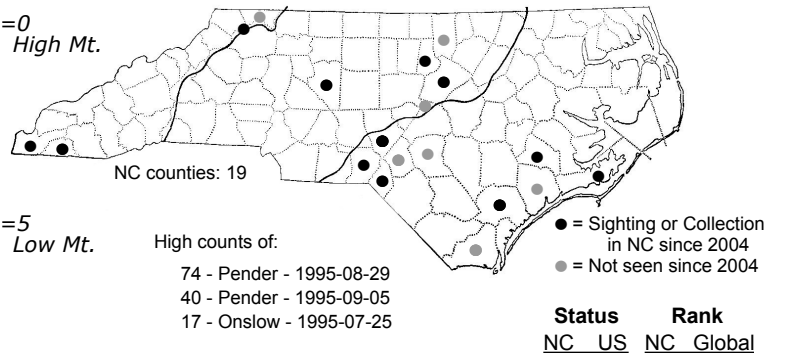 =0
High Mt.
NC counties: 19
=5
Low Mt.
High counts of:
74 - Pender - 1995-08-29
40 - Pender - 1995-09-05
17 - Onslow - 1995-07-25
= Sighting or Collection
in NC since 2004
= Not seen since 2004
Status Rank
NC US NC Global